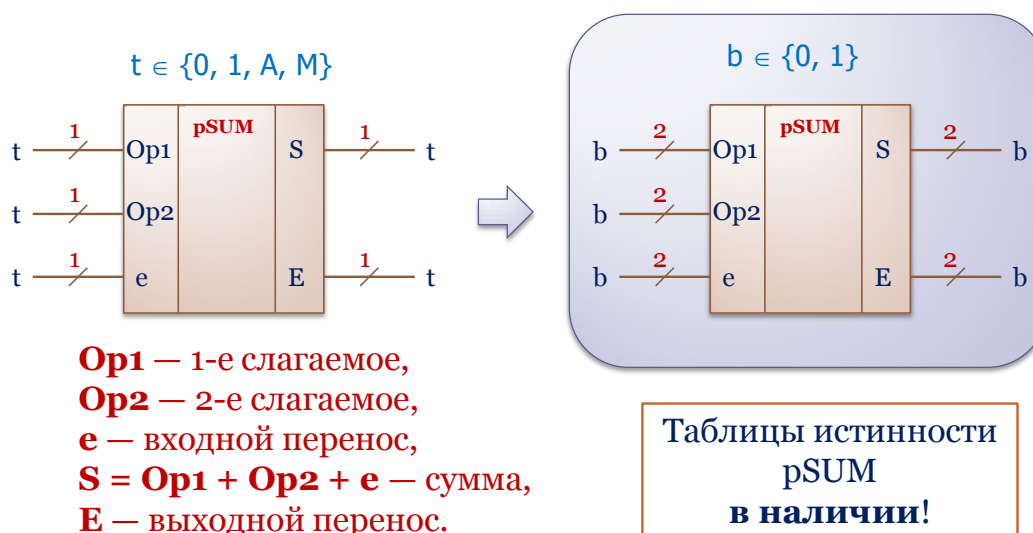 t ∈ {0, 1, A, M}
t 1 Op1 pSUM S 1 t
t 1 Op2
t 1 e E 1 t
b ∈ {0, 1}
b 2 Op1 pSUM S 2 b
b 2 Op2
b 2 e E 2 b
Op1 — 1-е слагаемое,
Op2 — 2-е слагаемое,
e — входной перенос,
S = Op1 + Op2 + e — сумма,
E — выходной перенос.
Таблицы истинности
pSUM
в наличии!